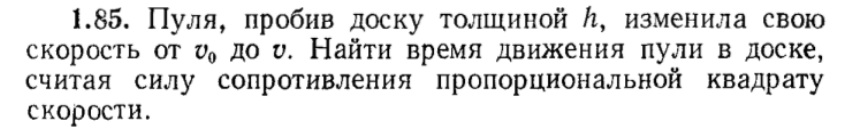 1.85. Пуля, пробив доску толщиной h, изменила свою
скорость от v₀ до v. Найти время движения пули в доске,
считая силу сопротивления пропорциональной квадрату
скорости.